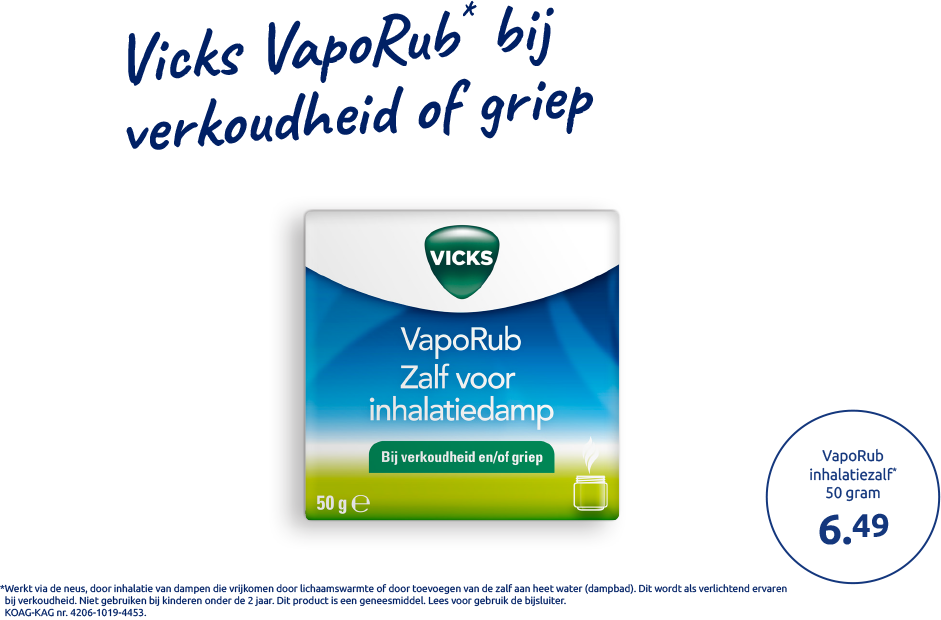 Vicks VapoRub* bij
verkoudheid of griep
VICKS
VapoRub
Zalf voor
inhalatiedamp
Bij verkoudheid en/of griep
50 g ℮
VapoRub
inhalatiezalf*
50 gram
6.49
*Werkt via de neus, door inhalatie van dampen die vrijkomen door lichaamswarmte of door toevoegen van de zalf aan heet water (dampbad). Dit wordt als verlichtend ervaren
bij verkoudheid. Niet gebruiken bij kinderen onder de 2 jaar. Dit product is een geneesmiddel. Lees voor gebruik de bijsluiter.
KOAG-KAG nr. 4206-1019-4453.